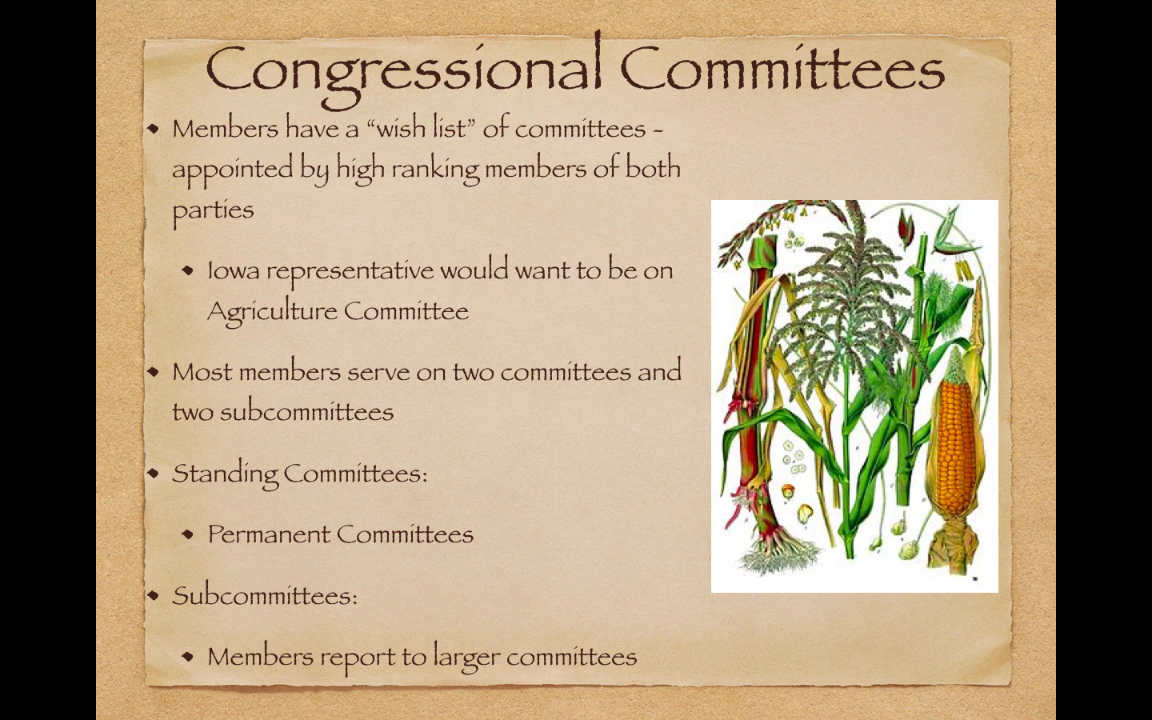 Congressional Committees
• Members have a “wish list” of committees -
appointed by high ranking members of both
parties
• Iowa representative would want to be on
Agriculture Committee
• Most members serve on two committees and
two subcommittees
• Standing Committees:
• Permanent Committees
• Subcommittees:
• Members report to larger committees